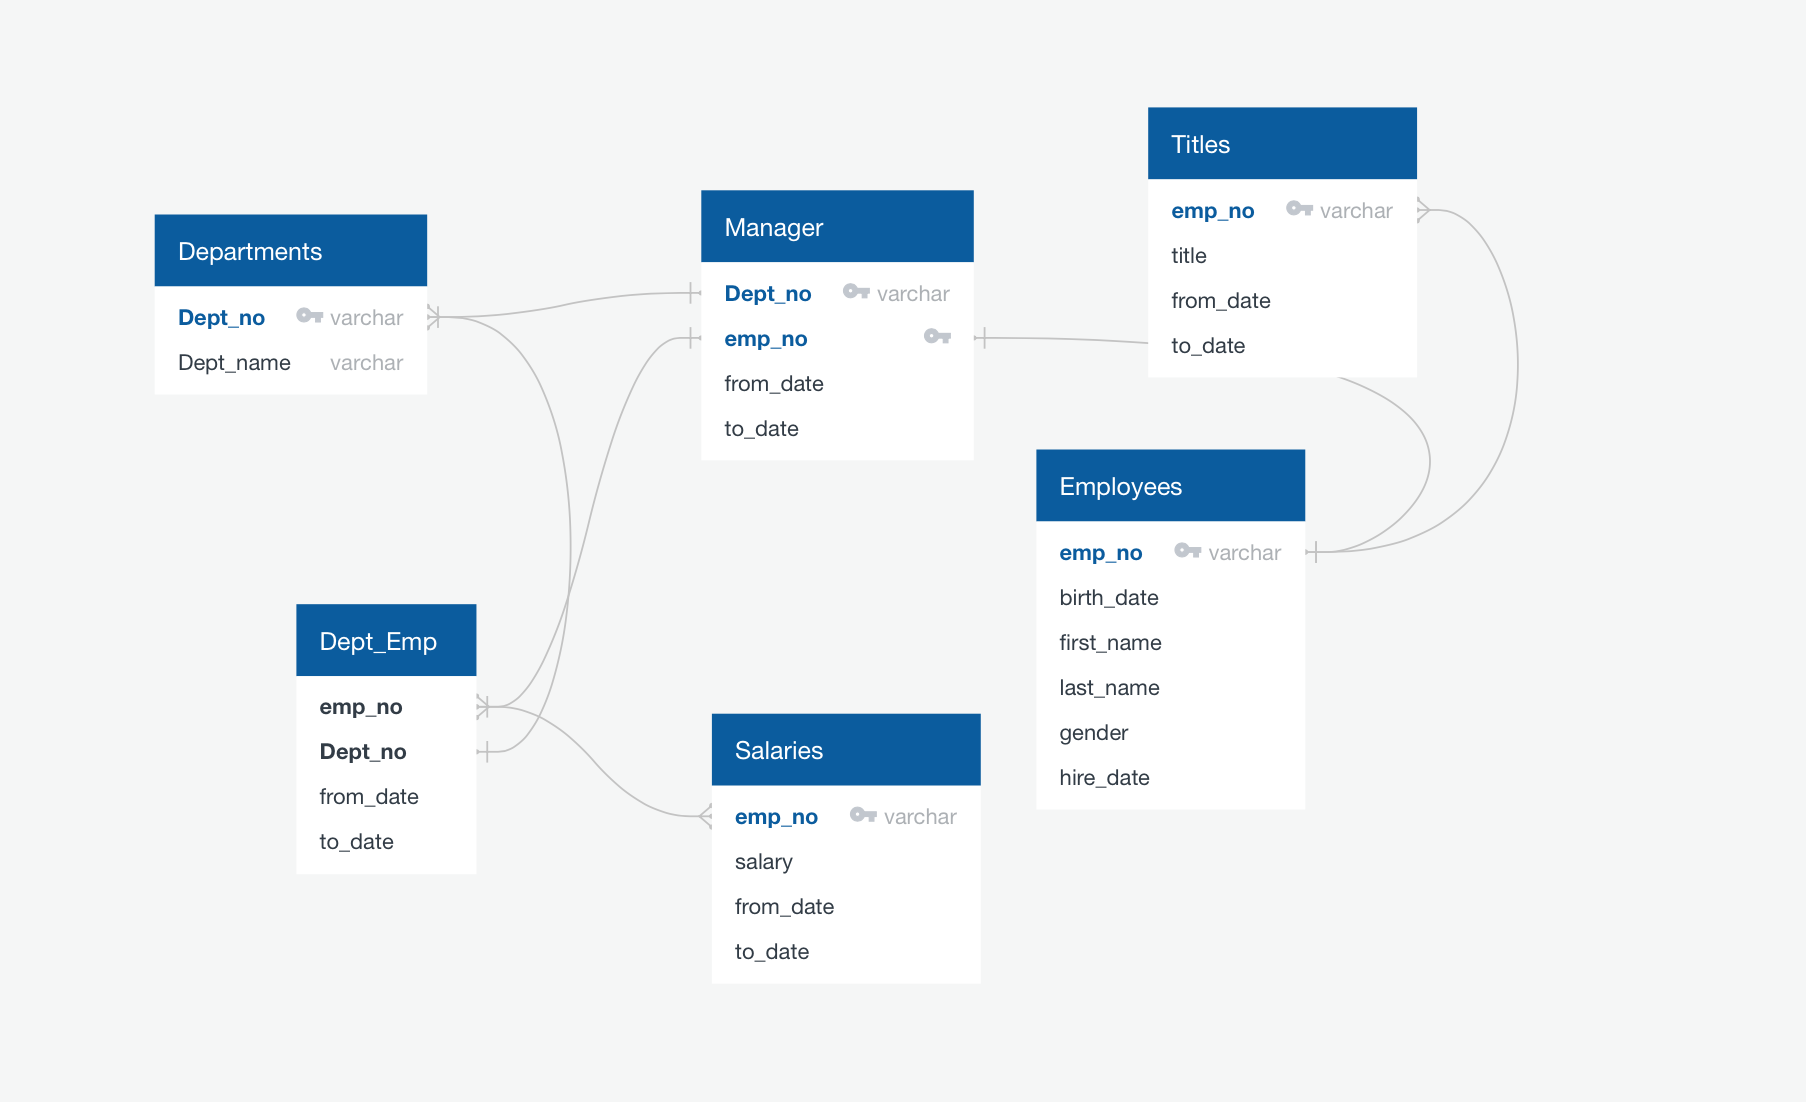 Departments
Dept_no varchar
Dept_name varchar
Manager
Dept_no varchar
emp_no
from_date
to_date
Titles
emp_no varchar
title
from_date
to_date
Employees
emp_no varchar
birth_date
first_name
last_name
gender
hire_date
Dept_Emp
emp_no
Dept_no
from_date
to_date
Salaries
emp_no varchar
salary
from_date
to_date